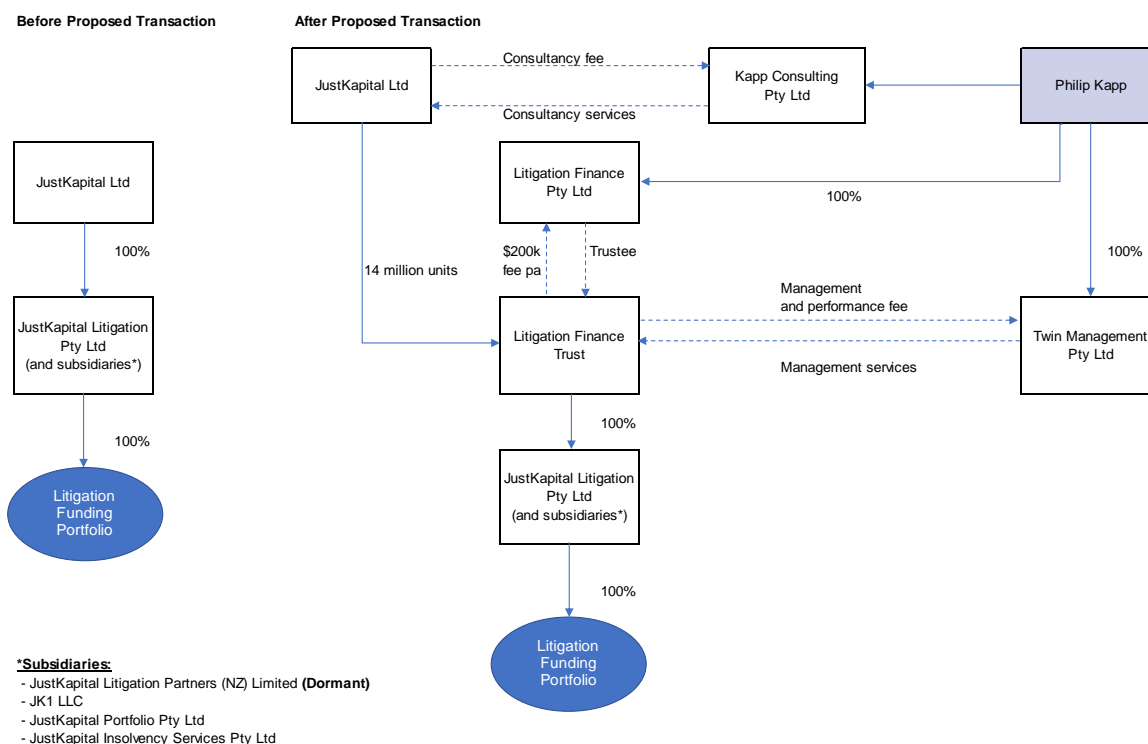 Before Proposed Transaction
After Proposed Transaction
JustKapital Ltd
100%
JustKapital Litigation
Pty Ltd
(and subsidiaries*)
100%
Litigation
Funding
Portfolio
JustKapital Ltd
Consultancy fee
Consultancy services
Kapp Consulting
Pty Ltd
Philip Kapp
Litigation Finance
Pty Ltd
100%
100%
14 million units
$200k
fee pa
Trustee
Litigation Finance
Trust
Management
and performance fee
Management services
Twin Management
Pty Ltd
100%
JustKapital Litigation
Pty Ltd
(and subsidiaries*)
100%
Litigation
Funding
Portfolio
*Subsidiaries:
- JustKapital Litigation Partners (NZ) Limited (Dormant)
- JK1 LLC
- JustKapital Portfolio Pty Ltd
- JustKapital Insolvency Services Pty Ltd